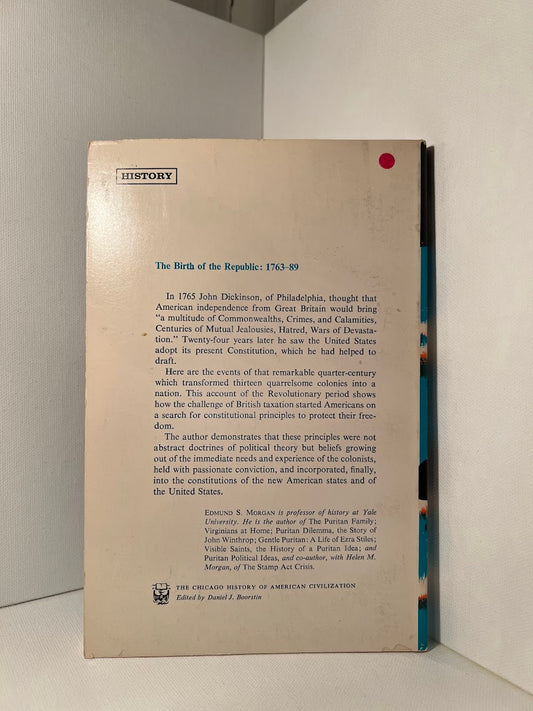 HISTORY
The Birth of the Republic: 1763–89
In 1765 John Dickinson, of Philadelphia, thought that
American independence from Great Britain would bring
“a multitude of Commonwealths, Crimes, and Calamities,
Centuries of Mutual Jealousies, Hatred, Wars of Devasta-
tion.” Twenty-four years later he saw the United States
adopt its present Constitution, which he had helped to
draft.
Here are the events of that remarkable quarter-century
which transformed thirteen quarrelsome colonies into a
nation. This account of the Revolutionary period shows
how the challenge of British taxation started Americans on
a search for constitutional principles to protect their free-
dom.
The author demonstrates that these principles were not
abstract doctrines of political theory but beliefs growing
out of the immediate needs and experience of the colonists,
held with passionate conviction, and incorporated, finally,
into the constitutions of the new American states and of
the United States.
EDMUND S. MORGAN is professor of history at Yale
University. He is the author of The Puritan Family;
Virginians at Home; Puritan Dilemma, the Story of
John Winthrop; Gentle Puritan: A Life of Ezra Stiles;
Visible Saints, the History of a Puritan Idea; and
Puritan Political Ideas, and co-author, with Helen M.
Morgan, of The Stamp Act Crisis.
THE CHICAGO HISTORY OF AMERICAN CIVILIZATION
Edited by Daniel J. Boorstin